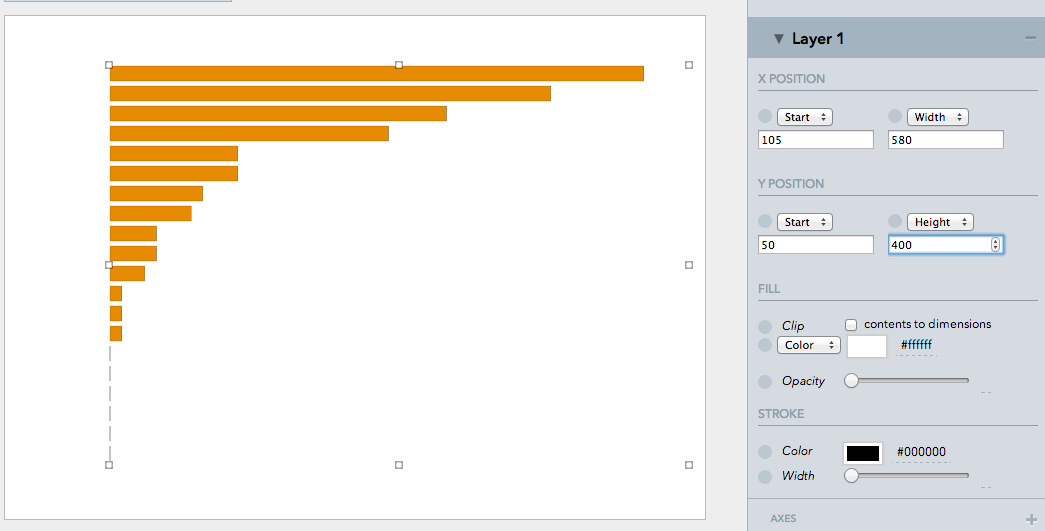 Layer 1
X POSITION
Start Width
105 580
Y POSITION
Start Height
50 400
FILL
Clip contents to dimensions
Color #ffffff
Opacity --
STROKE
Color #000000
Width --
AXES